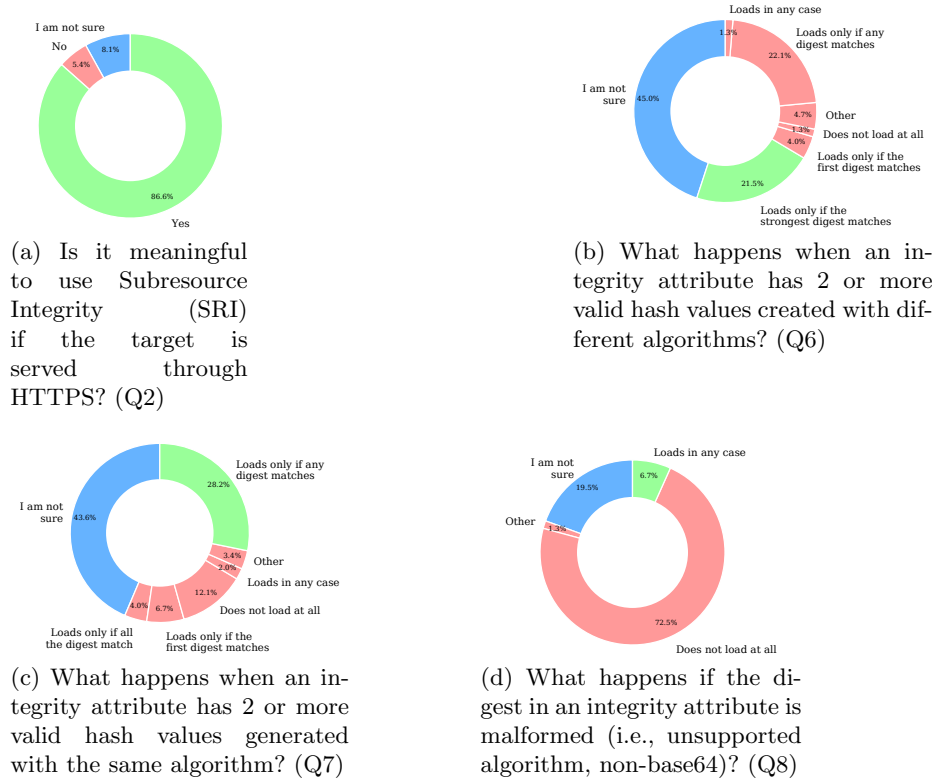 I am not sure
No
8.1%
5.4%
86.6%
Yes
(a) Is it meaningful
to use Subresource
Integrity (SRI)
if the target is
served through
HTTPS? (Q2)
Loads in any case
1.3%
Loads only if any
digest matches
22.1%
I am not
sure
45.0%
4.7%
Other
1.3%
Does not load at all
4.0%
Loads only if the
first digest matches
21.5%
Loads only if the
strongest digest matches
(b) What happens when an in-
tegrity attribute has 2 or more
valid hash values created with dif-
ferent algorithms? (Q6)
Loads only if any
digest matches
28.2%
I am not
sure
43.6%
3.4%
Other
2.0%
Loads in any case
12.1%
Does not load at all
4.0%
6.7%
Loads only if all
the digest match
Loads only if the
first digest matches
(c) What happens when an in-
tegrity attribute has 2 or more
valid hash values generated
with the same algorithm? (Q7)
Loads in any case
6.7%
I am not
sure
19.5%
Other
1.3%
72.5%
Does not load at all
(d) What happens if the di-
gest in an integrity attribute is
malformed (i.e., unsupported
algorithm, non-base64)? (Q8)